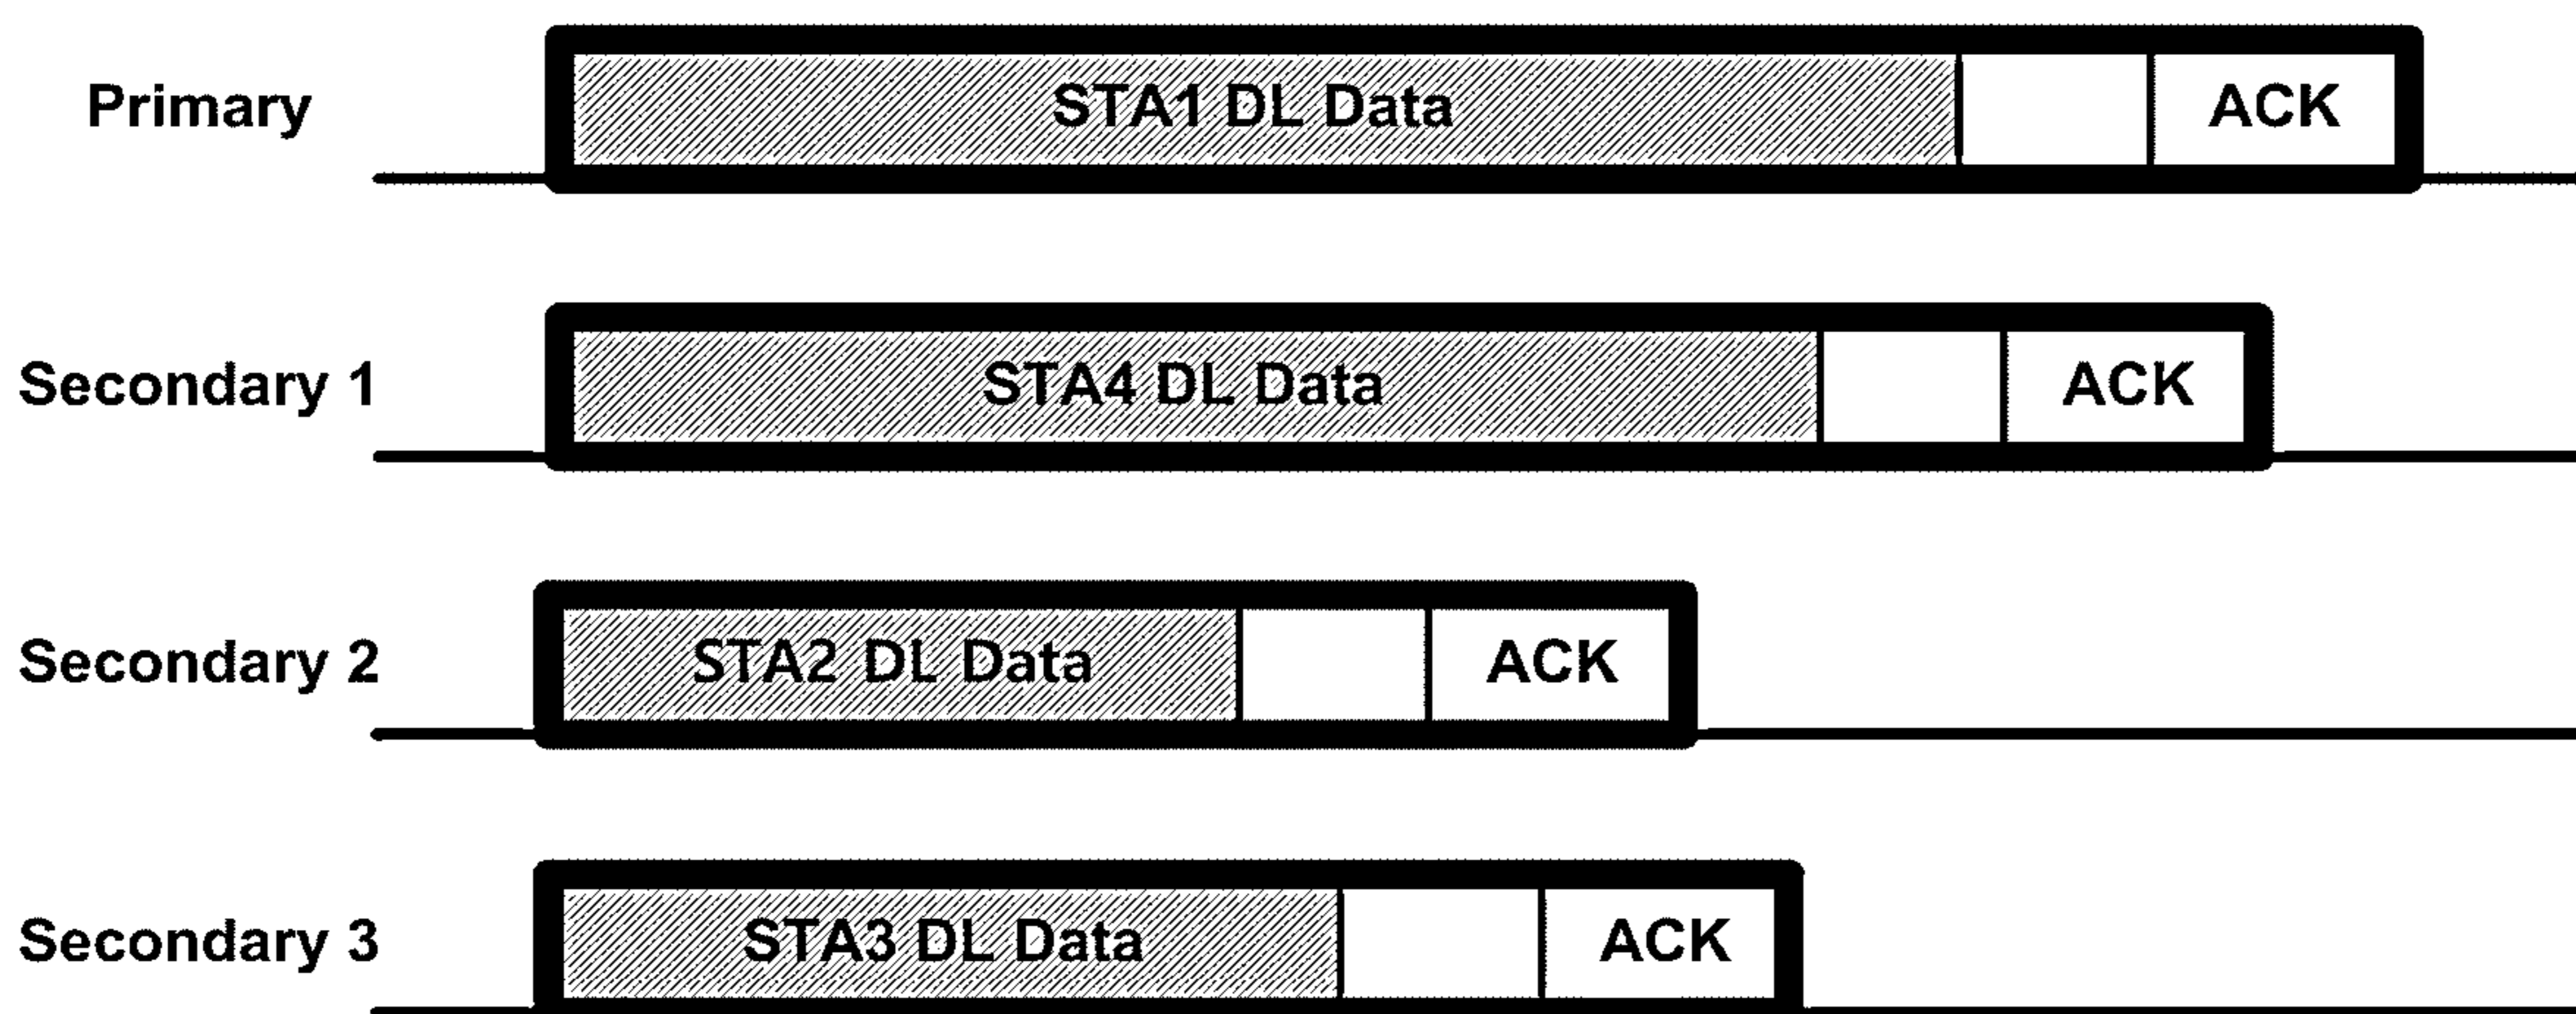 Primary STA1 DL Data ACK
Secondary 1 STA4 DL Data ACK
Secondary 2 STA2 DL Data ACK
Secondary 3 STA3 DL Data ACK